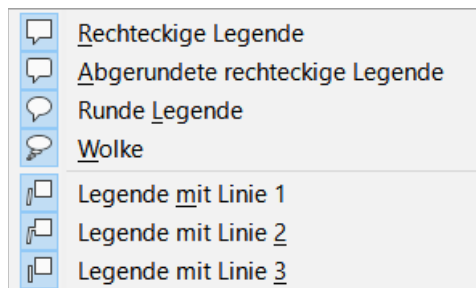 Rechteckige Legende
Abgerundete rechteckige Legende
Runde Legende
Wolke
Legende mit Linie 1
Legende mit Linie 2
Legende mit Linie 3